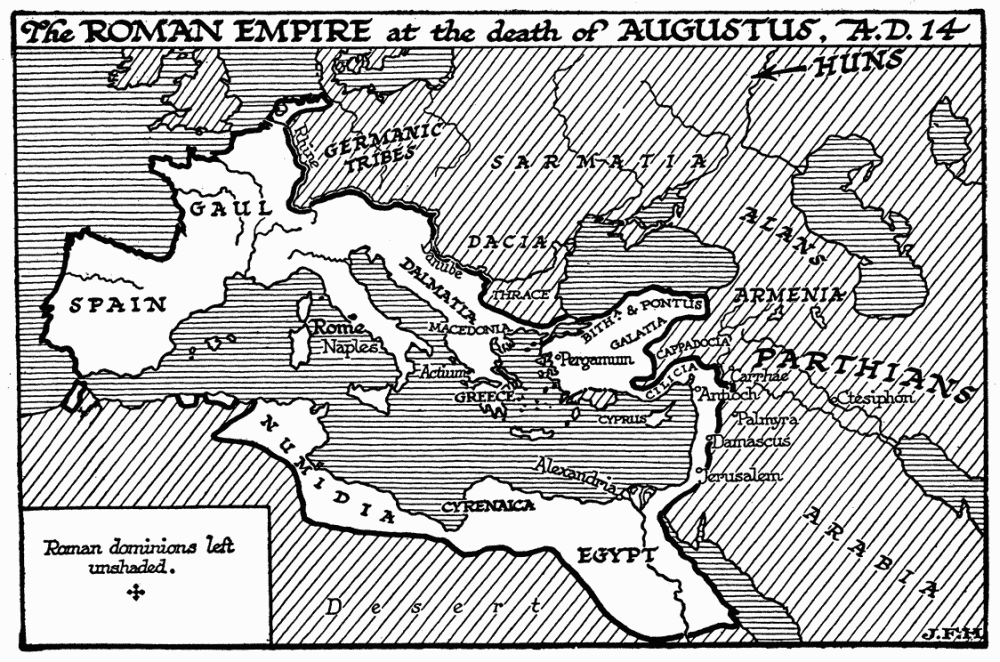 The ROMAN EMPIRE at the death of AUGUSTUS, A.D. 14
HUNS
Rhine
GERMANIC
TRIBES
SARMATIA
GAUL
ALANS
DACIA
Danube
DALMATIA
THRACE
ARMENIA
SPAIN
BITH.A & PONTUS
Rome
MACEDONIA
GALATIA
Naples
CAPPADOCIA
Pergamum
PARTHIANS
Actium
CILICIA
Carrhae
GREECE
Antioch
Ctesiphon
CYPRUS
Palmyra
NUMIDIA
Damascus
Alexandria
Jerusalem
CYRENAICA
ARABIA
Roman dominions left
unshaded.
EGYPT
Desert
J.F.H.